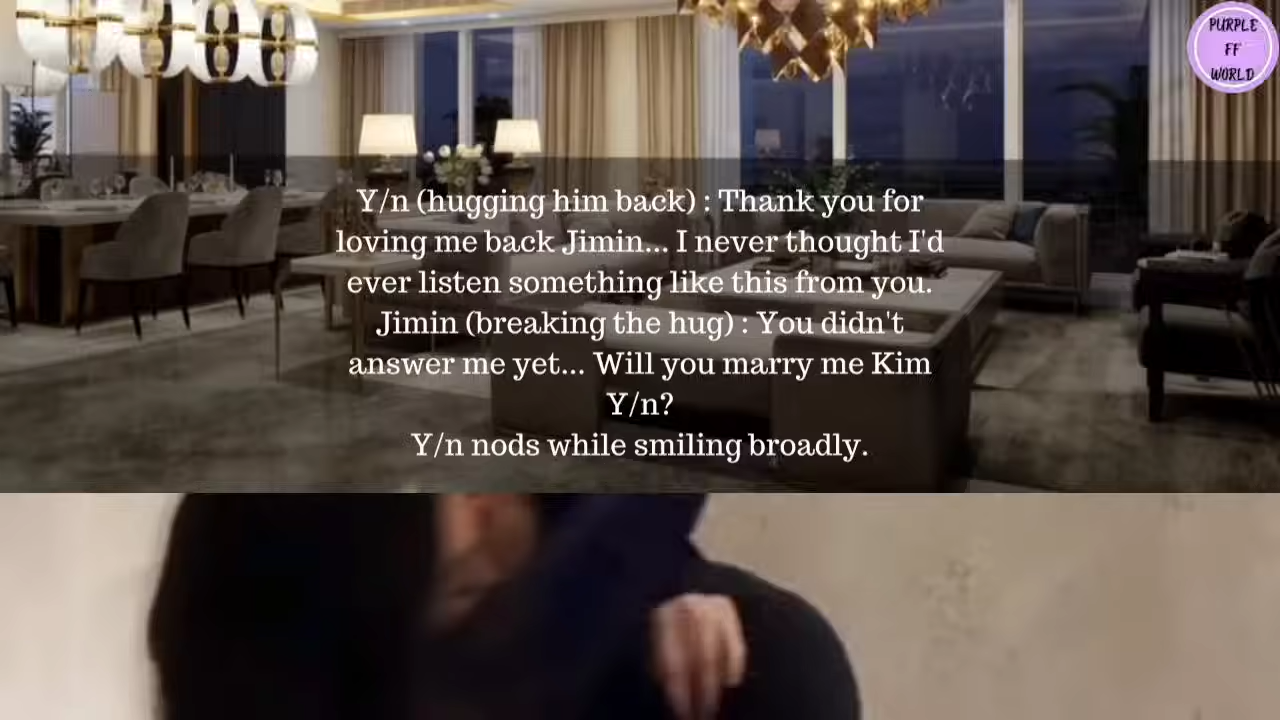 PURPLE
FF
WORLD
Y/n (hugging him back) : Thank you for
loving me back Jimin... I never thought I'd
ever listen something like this from you.
Jimin (breaking the hug) : You didn't
answer me yet... Will you marry me Kim
Y/n?
Y/n nods while smiling broadly.